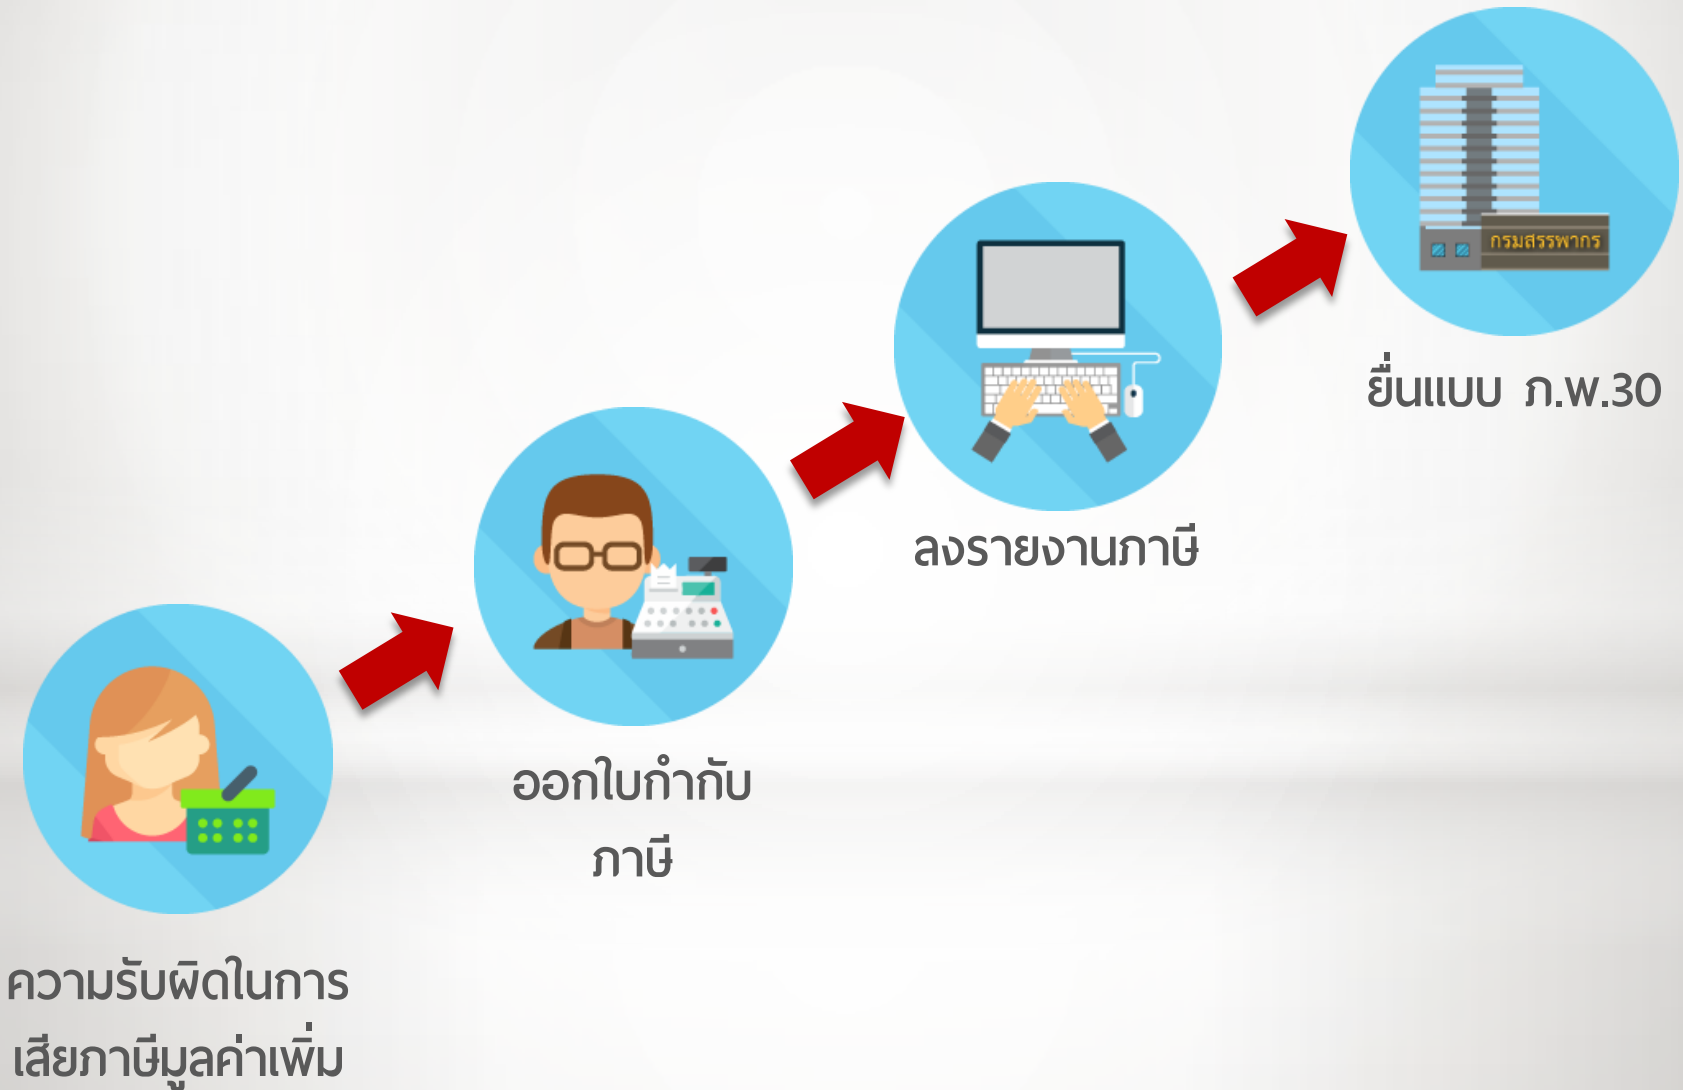 กรมสรรพากร
ยื่นแบบ ภ.พ.30
ลงรายงานภาษี
ออกใบกำกับ
ภาษี
ความรับผิดในการ
เสียภาษีมูลค่าเพิ่ม